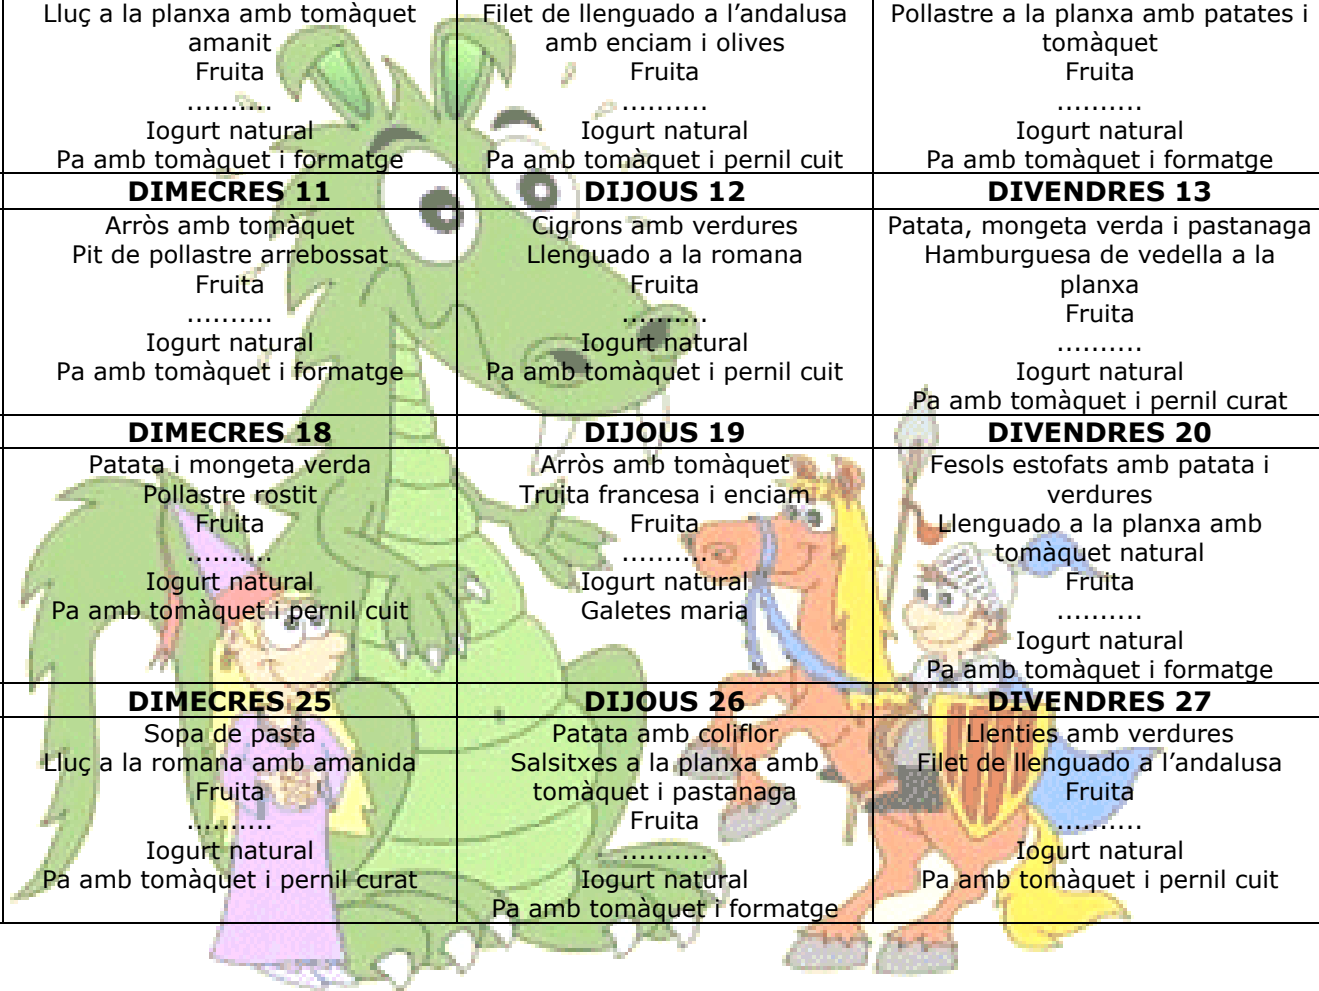 Lluç a la planxa amb tomàquet
amanit
Fruita
..........
Iogurt natural
Pa amb tomàquet i formatge
Filet de llenguado a l’andalusa
amb enciam i olives
Fruita
..........
Iogurt natural
Pa amb tomàquet i pernil cuit
Pollastre a la planxa amb patates i
tomàquet
Fruita
..........
Iogurt natural
Pa amb tomàquet i formatge
DIMECRES 11
DIJOUS 12
DIVENDRES 13
Arròs amb tomàquet
Pit de pollastre arrebossat
Fruita
..........
Iogurt natural
Pa amb tomàquet i formatge
Cigrons amb verdures
Llenguado a la romana
Fruita
..........
Iogurt natural
Pa amb tomàquet i pernil cuit
Patata, mongeta verda i pastanaga
Hamburguesa de vedella a la
planxa
Fruita
..........
Iogurt natural
Pa amb tomàquet i pernil curat
DIMECRES 18
DIJOUS 19
DIVENDRES 20
Patata i mongeta verda
Pollastre rostit
Fruita
..........
Iogurt natural
Pa amb tomàquet i pernil cuit
Arròs amb tomàquet
Truita francesa i enciam
Fruita
..........
Iogurt natural
Galetes maria
Fesols estofats amb patata i
verdures
Llenguado a la planxa amb
tomàquet natural
Fruita
..........
Iogurt natural
Pa amb tomàquet i formatge
DIMECRES 25
DIJOUS 26
DIVENDRES 27
Sopa de pasta
Lluç a la romana amb amanida
Fruita
..........
Iogurt natural
Pa amb tomàquet i pernil curat
Patata amb coliflor
Salsitxes a la planxa amb
tomàquet i pastanaga
Fruita
..........
Iogurt natural
Pa amb tomàquet i formatge
Llenties amb verdures
Filet de llenguado a l’andalusa
Fruita
..........
Iogurt natural
Pa amb tomàquet i pernil cuit